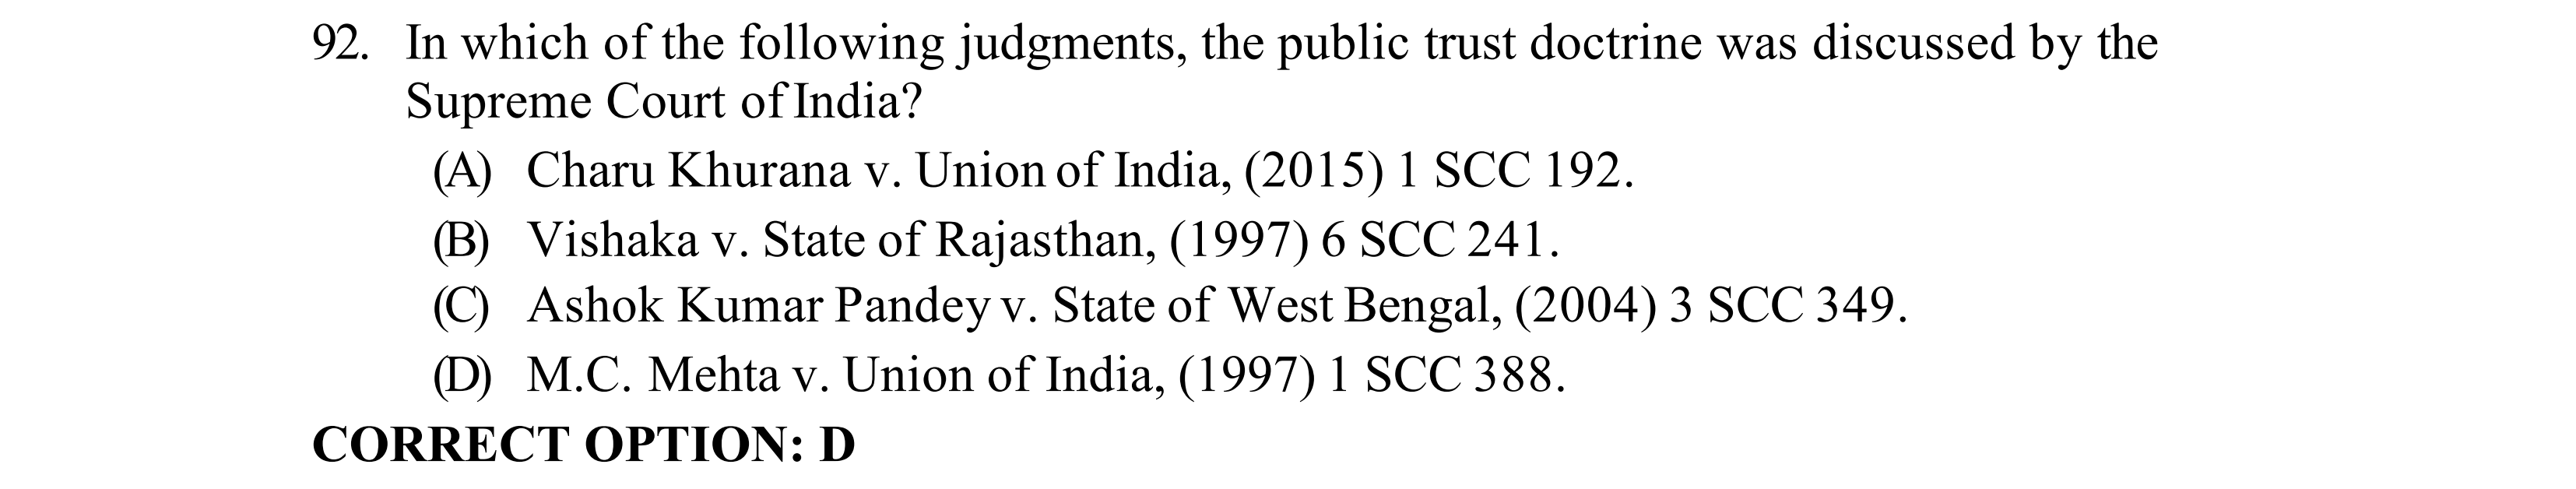 92. In which of the following judgments, the public trust doctrine was discussed by the
Supreme Court of India?
(A) Charu Khurana v. Union of India, (2015) 1 SCC 192.
(B) Vishaka v. State of Rajasthan, (1997) 6 SCC 241.
(C) Ashok Kumar Pandey v. State of West Bengal, (2004) 3 SCC 349.
(D) M.C. Mehta v. Union of India, (1997) 1 SCC 388.
CORRECT OPTION: D